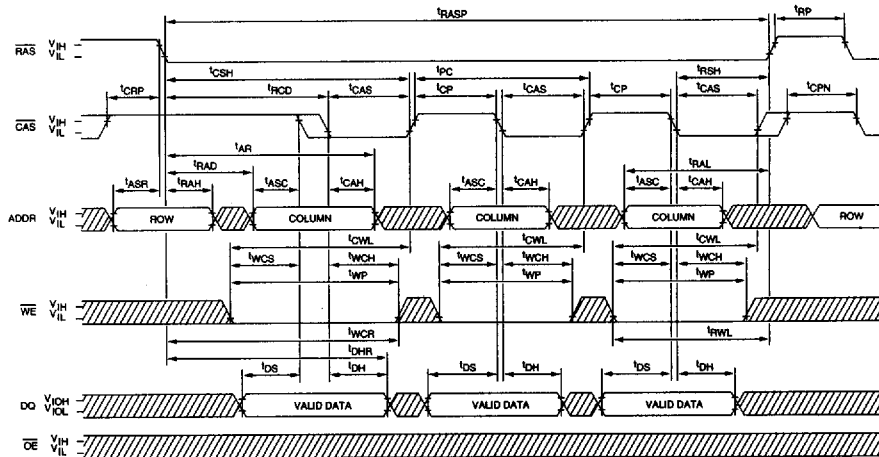 tRASP
tRP
RAS VIH
VIL
tCSH
tPC
tRSH
tCRP
tRCD
tCAS
tCP
tCAS
tCP
tCAS
tCPN
CAS VIH
VIL
tAR
tRAD
tRAL
tASR
tRAH
tASC
tCAH
tASC
tCAH
tASC
tCAH
ADDR VIH
VIL
ROW
COLUMN
COLUMN
COLUMN
ROW
tCWL
tCWL
tCWL
tWCS
tWCH
tWCS
tWCH
tWCS
tWCH
tWP
tWP
tWP
WE VIH
VIL
tWCR
tRWL
tDHR
tDS
tDH
tDS
tDH
tDS
tDH
DQ VIOH
VIOL
VALID DATA
VALID DATA
VALID DATA
OE VIH
VIL